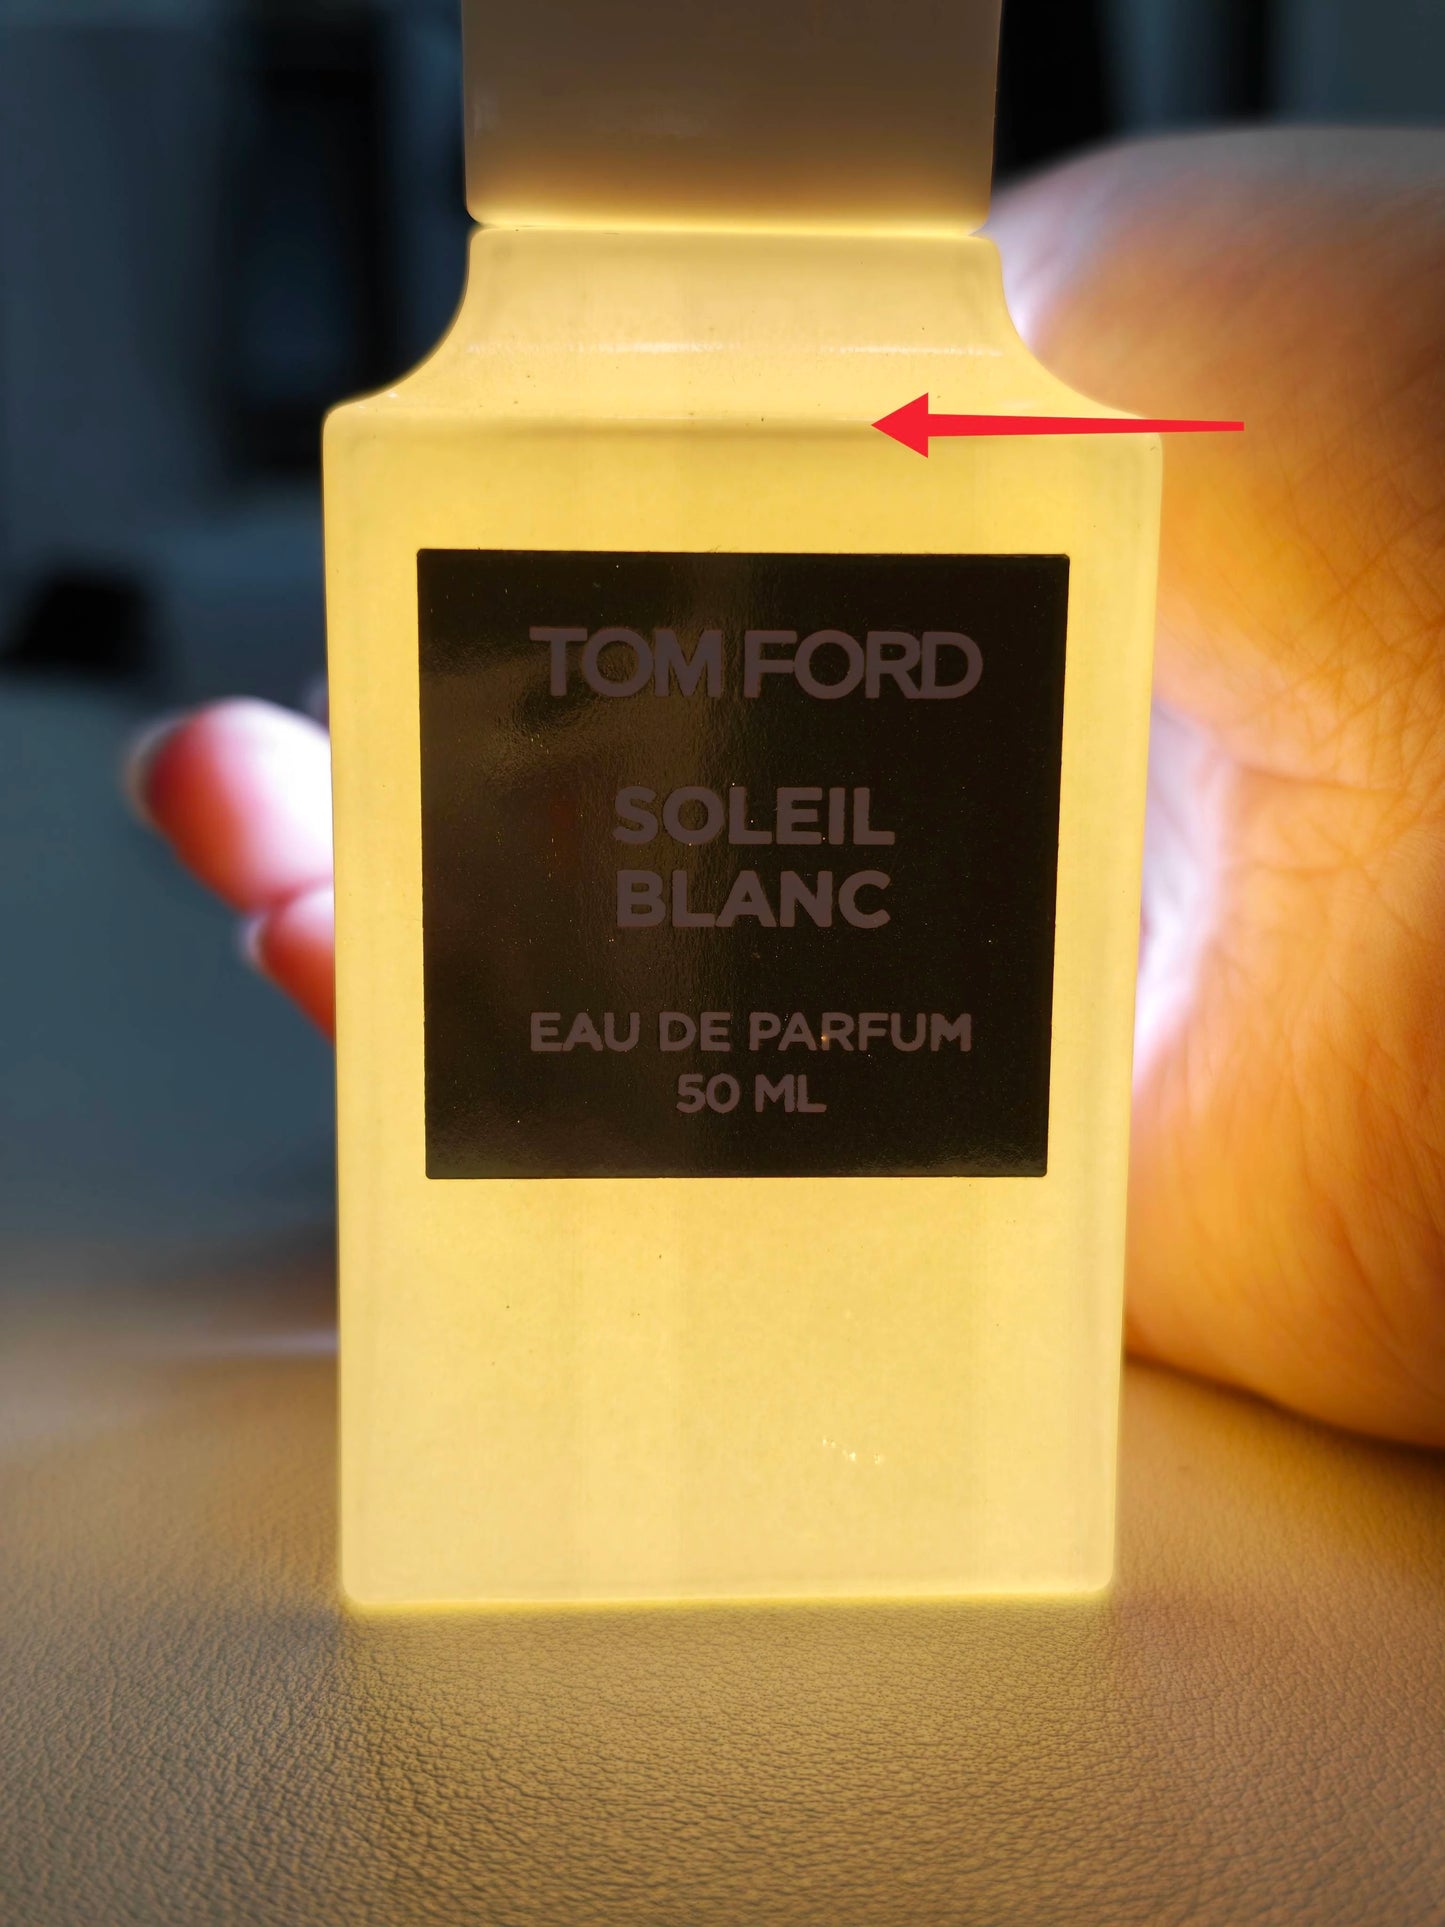 TOM FORD
SOLEIL
BLANC
EAU DE PARFUM
50 ML